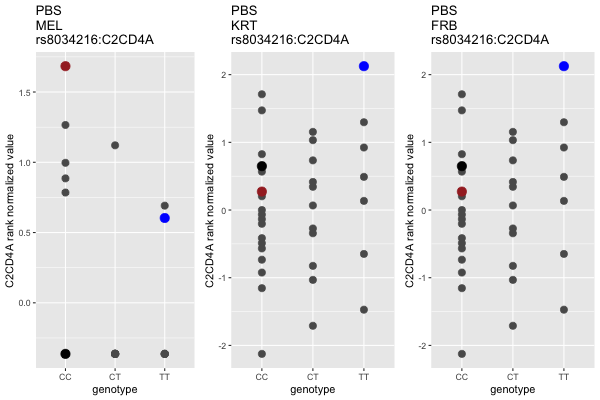 PBS
MEL
rs8034216:C2CD4A
C2CD4A rank normalized value
1.5
1.0
0.5
0.0
CC
CT
TT
genotype
PBS
KRT
rs8034216:C2CD4A
C2CD4A rank normalized value
2
1
0
-1
-2
CC
CT
TT
genotype
PBS
FRB
rs8034216:C2CD4A
C2CD4A rank normalized value
2
1
0
-1
-2
CC
CT
TT
genotype